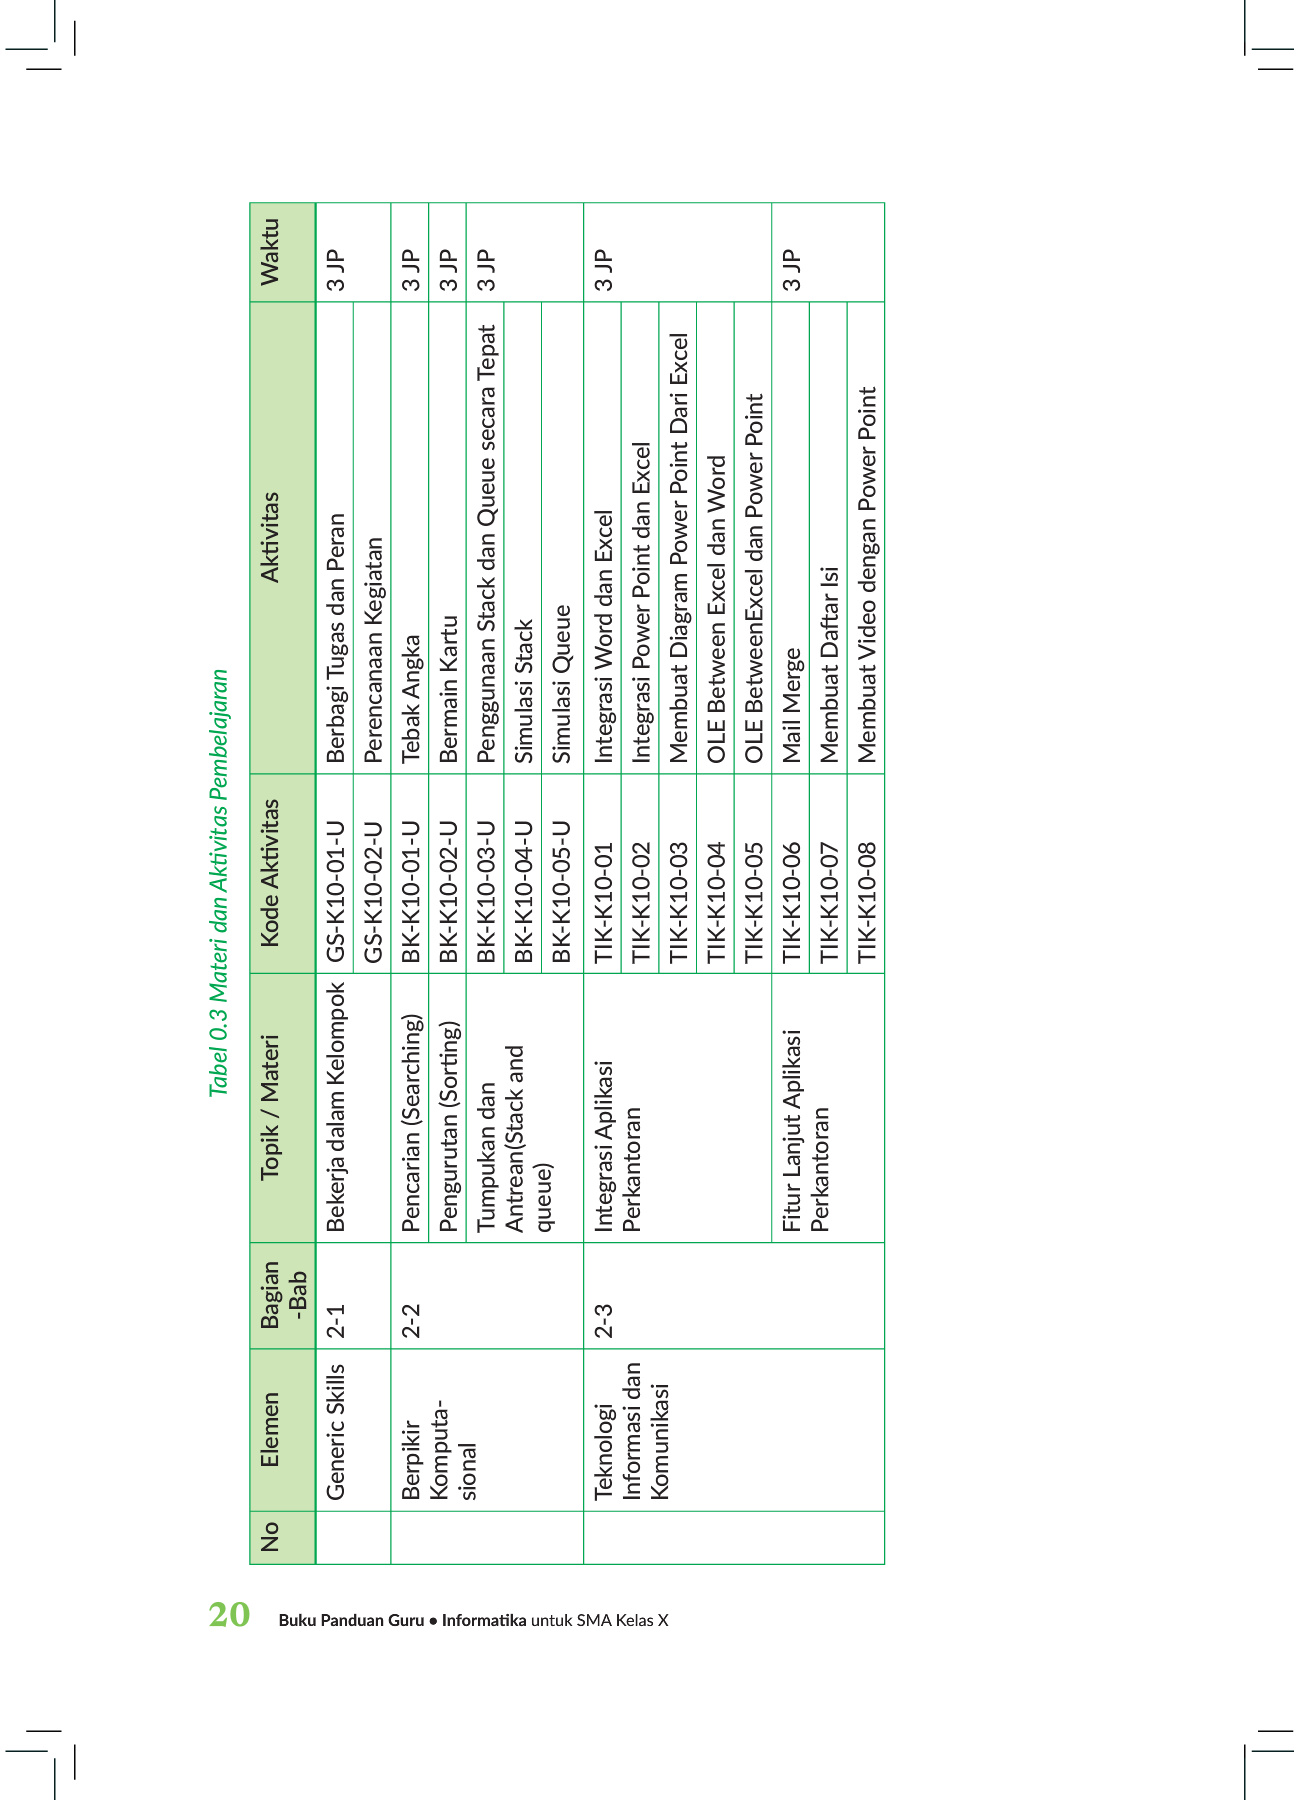 Tabel 0.3 Materi dan Aktivitas Pembelajaran
No Elemen Bagian -Bab Topik / Materi Kode Aktivitas Aktivitas Waktu
Generic Skills 2-1 Bekerja dalam Kelompok GS-K10-01-U Berbagi Tugas dan Peran 3 JP
GS-K10-02-U Perencanaan Kegiatan
Berpikir 2-2 Pencarian (Searching) BK-K10-01-U Tebak Angka 3 JP
Komputa- Pengurutan (Sorting) BK-K10-02-U Bermain Kartu 3 JP
sional Tumpukan dan BK-K10-03-U Penggunaan Stack dan Queue secara Tepat 3 JP
Antrean(Stack and BK-K10-04-U Simulasi Stack
queue) BK-K10-05-U Simulasi Queue
Teknologi 2-3 Integrasi Aplikasi TIK-K10-01 Integrasi Word dan Excel 3 JP
Informasi dan Perkantoran TIK-K10-02 Integrasi Power Point dan Excel
Komunikasi TIK-K10-03 Membuat Diagram Power Point Dari Excel
TIK-K10-04 OLE Between Excel dan Word
TIK-K10-05 OLE BetweenExcel dan Power Point
Fitur Lanjut Aplikasi TIK-K10-06 Mail Merge 3 JP
Perkantoran TIK-K10-07 Membuat Daftar Isi
TIK-K10-08 Membuat Video dengan Power Point
20 Buku Panduan Guru • Informatika untuk SMA Kelas X